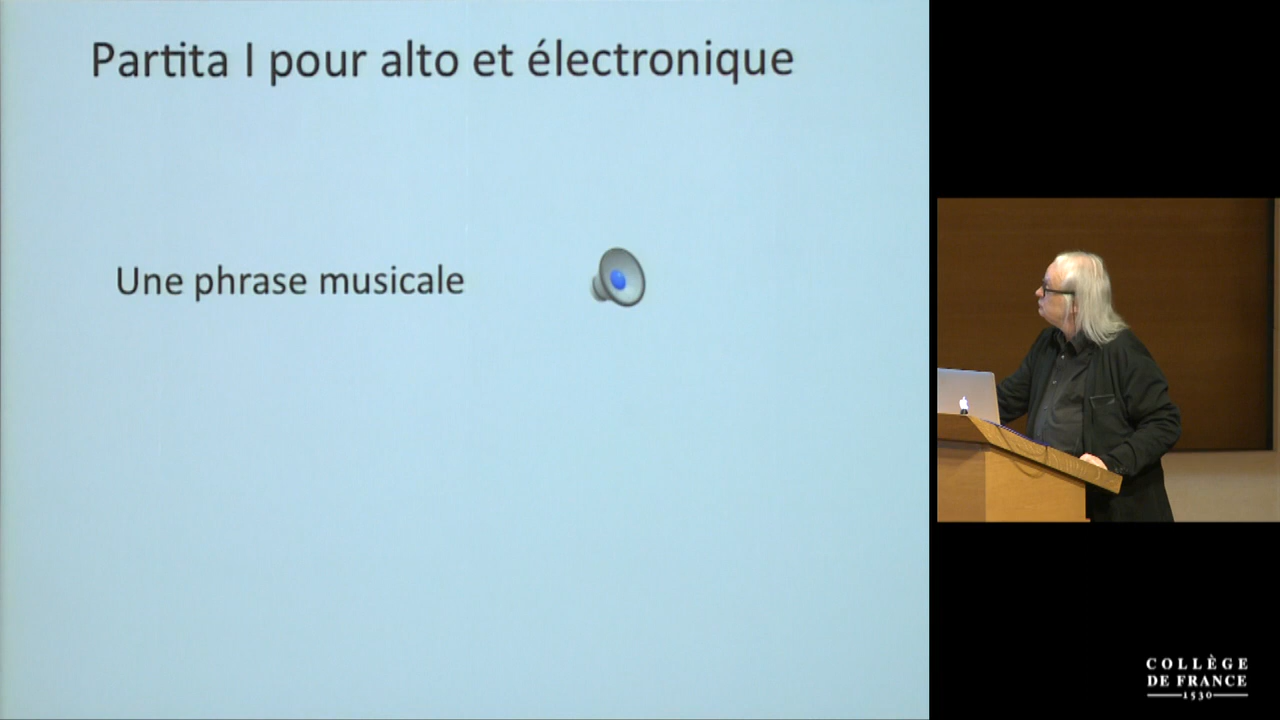 Partita I pour alto et électronique
Une phrase musicale
COLLÈGE
DE FRANCE
1530